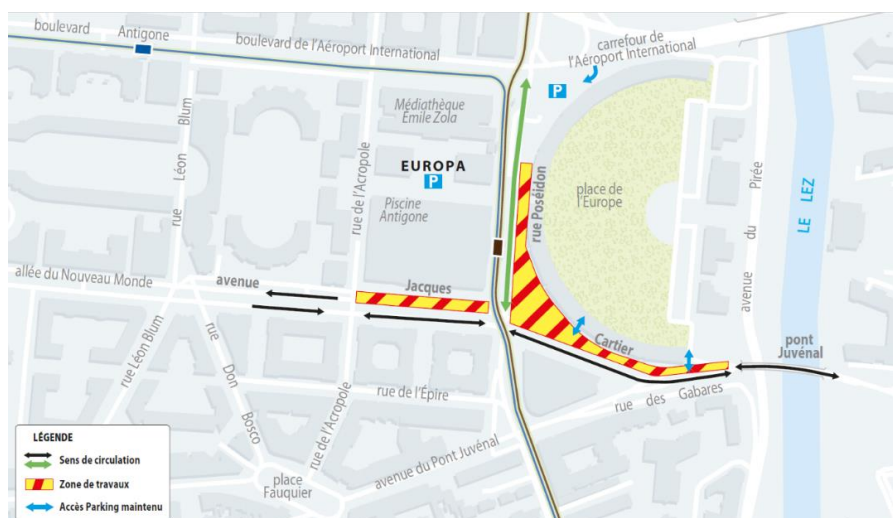 boulevard
Antigone
boulevard de l'Aéroport International
carrefour de
l'Aéroport International
P
Médiathèque
Émile Zola
rue Léon Blum
rue de l'Acropole
EUROPA
P
Piscine
Antigone
rue Poséidon
place de
l'Europe
avenue du Pirée
LE LEZ
allée du Nouveau Monde
avenue
Jacques
Cartier
pont
Juvénal
rue Léon Blum
rue Don Bosco
rue de l'Acropole
rue de l'Épire
rue des Gabares
avenue du Pont Juvénal
place
Fauquier
LÉGENDE
Sens de circulation
Zone de travaux
Accès Parking maintenu